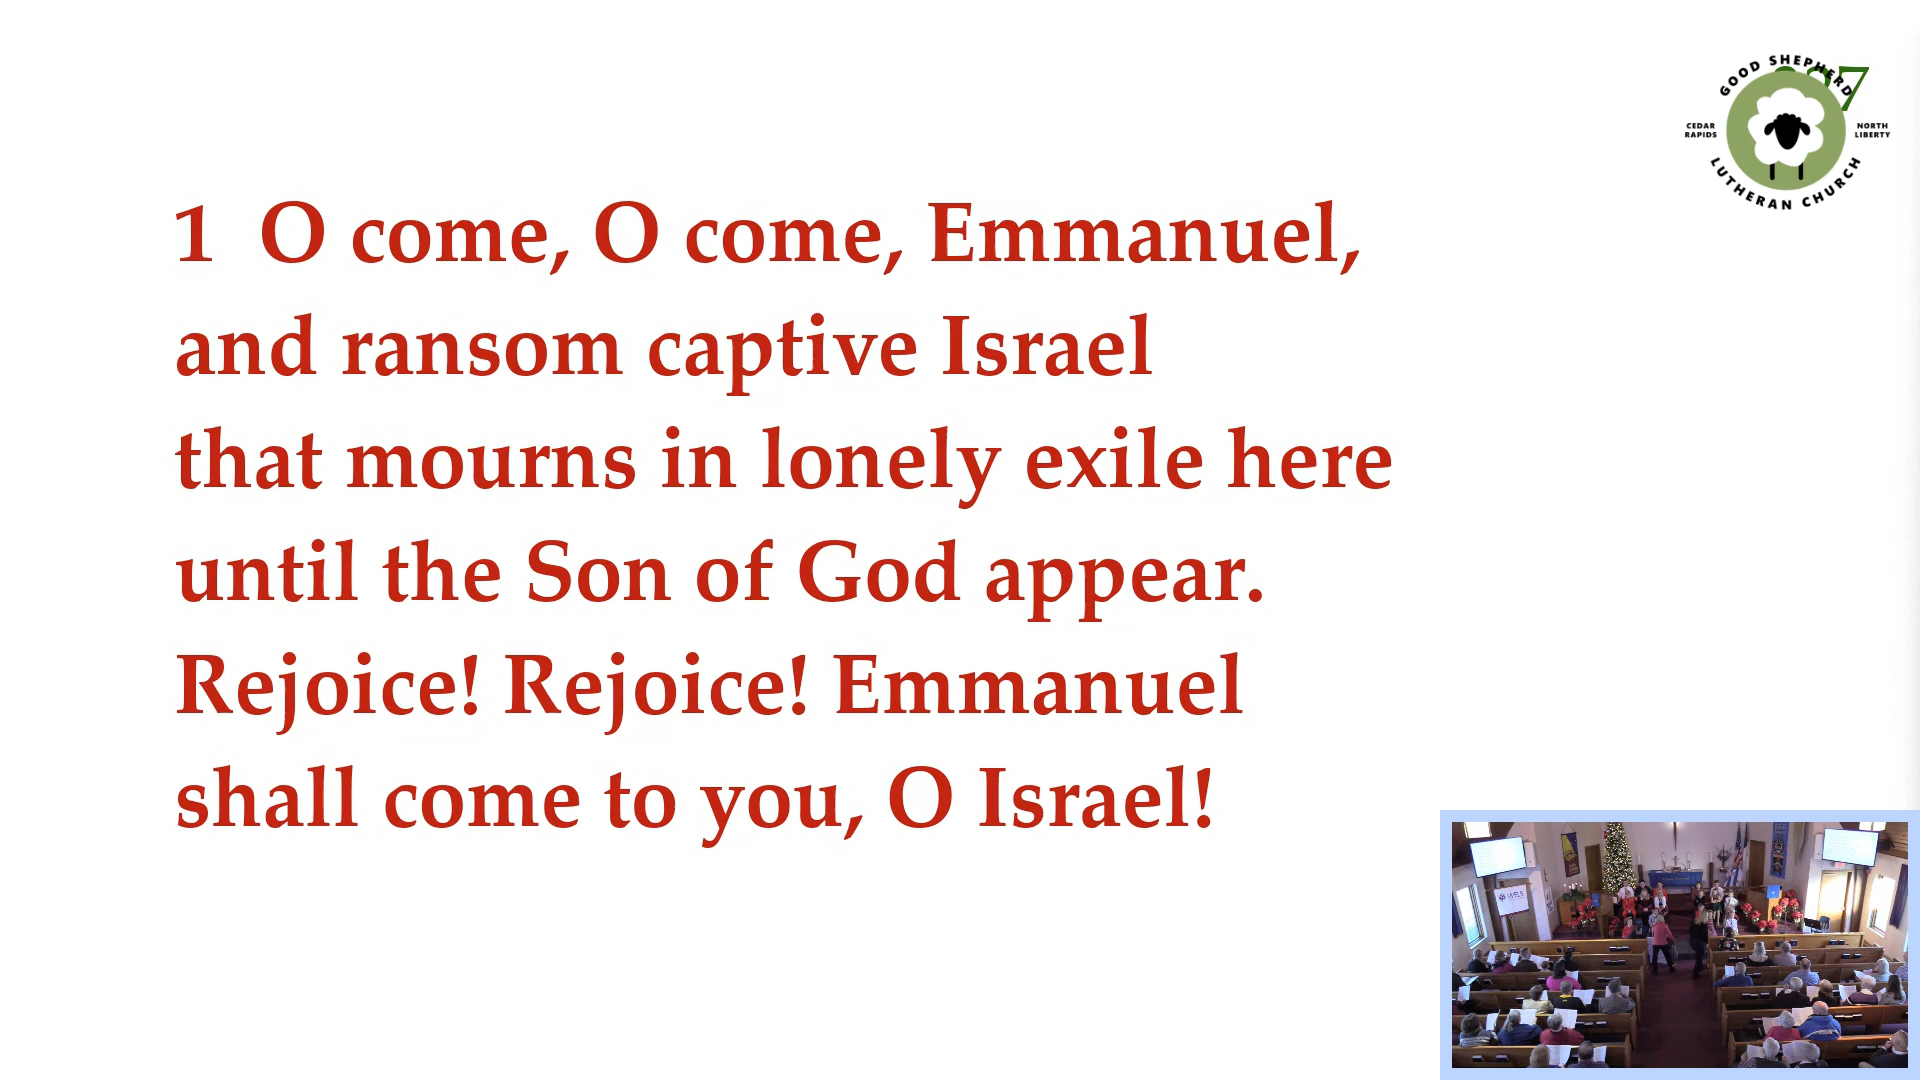 GOOD SHEPHERD
CEDAR RAPIDS
NORTH LIBERTY
LUTHERAN CHURCH
1 O come, O come, Emmanuel,
and ransom captive Israel
that mourns in lonely exile here
until the Son of God appear.
Rejoice! Rejoice! Emmanuel
shall come to you, O Israel!
WELS